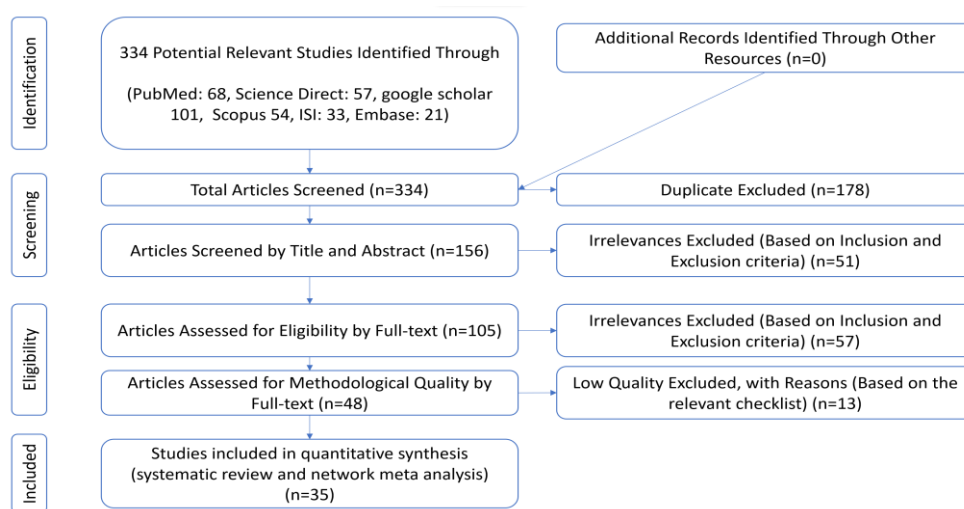 Identification
334 Potential Relevant Studies Identified Through
(PubMed: 68, Science Direct: 57, google scholar
101, Scopus 54, ISI: 33, Embase: 21)
Additional Records Identified Through Other
Resources (n=0)
Screening
Total Articles Screened (n=334)
Duplicate Excluded (n=178)
Articles Screened by Title and Abstract (n=156)
Irrelevances Excluded (Based on Inclusion and
Exclusion criteria) (n=51)
Eligibility
Articles Assessed for Eligibility by Full-text (n=105)
Irrelevances Excluded (Based on Inclusion and
Exclusion criteria) (n=57)
Articles Assessed for Methodological Quality by
Full-text (n=48)
Low Quality Excluded, with Reasons (Based on the
relevant checklist) (n=13)
Included
Studies included in quantitative synthesis
(systematic review and network meta analysis)
(n=35)